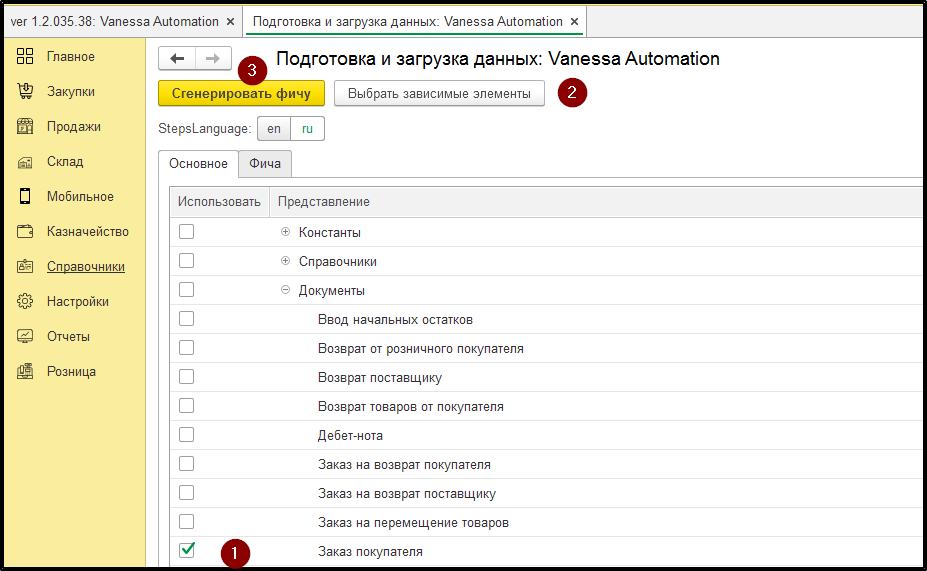 ver 1.2.035.38: Vanessa Automation × Подготовка и загрузка данных: Vanessa Automation ×
Главное
Закупки
Продажи
Склад
Мобильное
Казначейство
Справочники
Настройки
Отчеты
Розница
Подготовка и загрузка данных: Vanessa Automation
3
Сгенерировать фичу Выбрать зависимые элементы 2
StepsLanguage: en ru
Основное Фича
Использовать Представление
Константы
Справочники
Документы
Ввод начальных остатков
Возврат от розничного покупателя
Возврат поставщику
Возврат товаров от покупателя
Дебет-нота
Заказ на возврат покупателя
Заказ на возврат поставщику
Заказ на перемещение товаров
1 Заказ покупателя